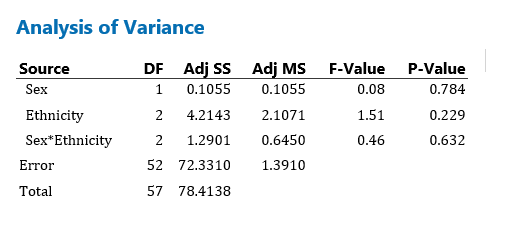 Analysis of Variance
Source DF Adj SS Adj MS F-Value P-Value
Sex 1 0.1055 0.1055 0.08 0.784
Ethnicity 2 4.2143 2.1071 1.51 0.229
Sex*Ethnicity 2 1.2901 0.6450 0.46 0.632
Error 52 72.3310 1.3910
Total 57 78.4138